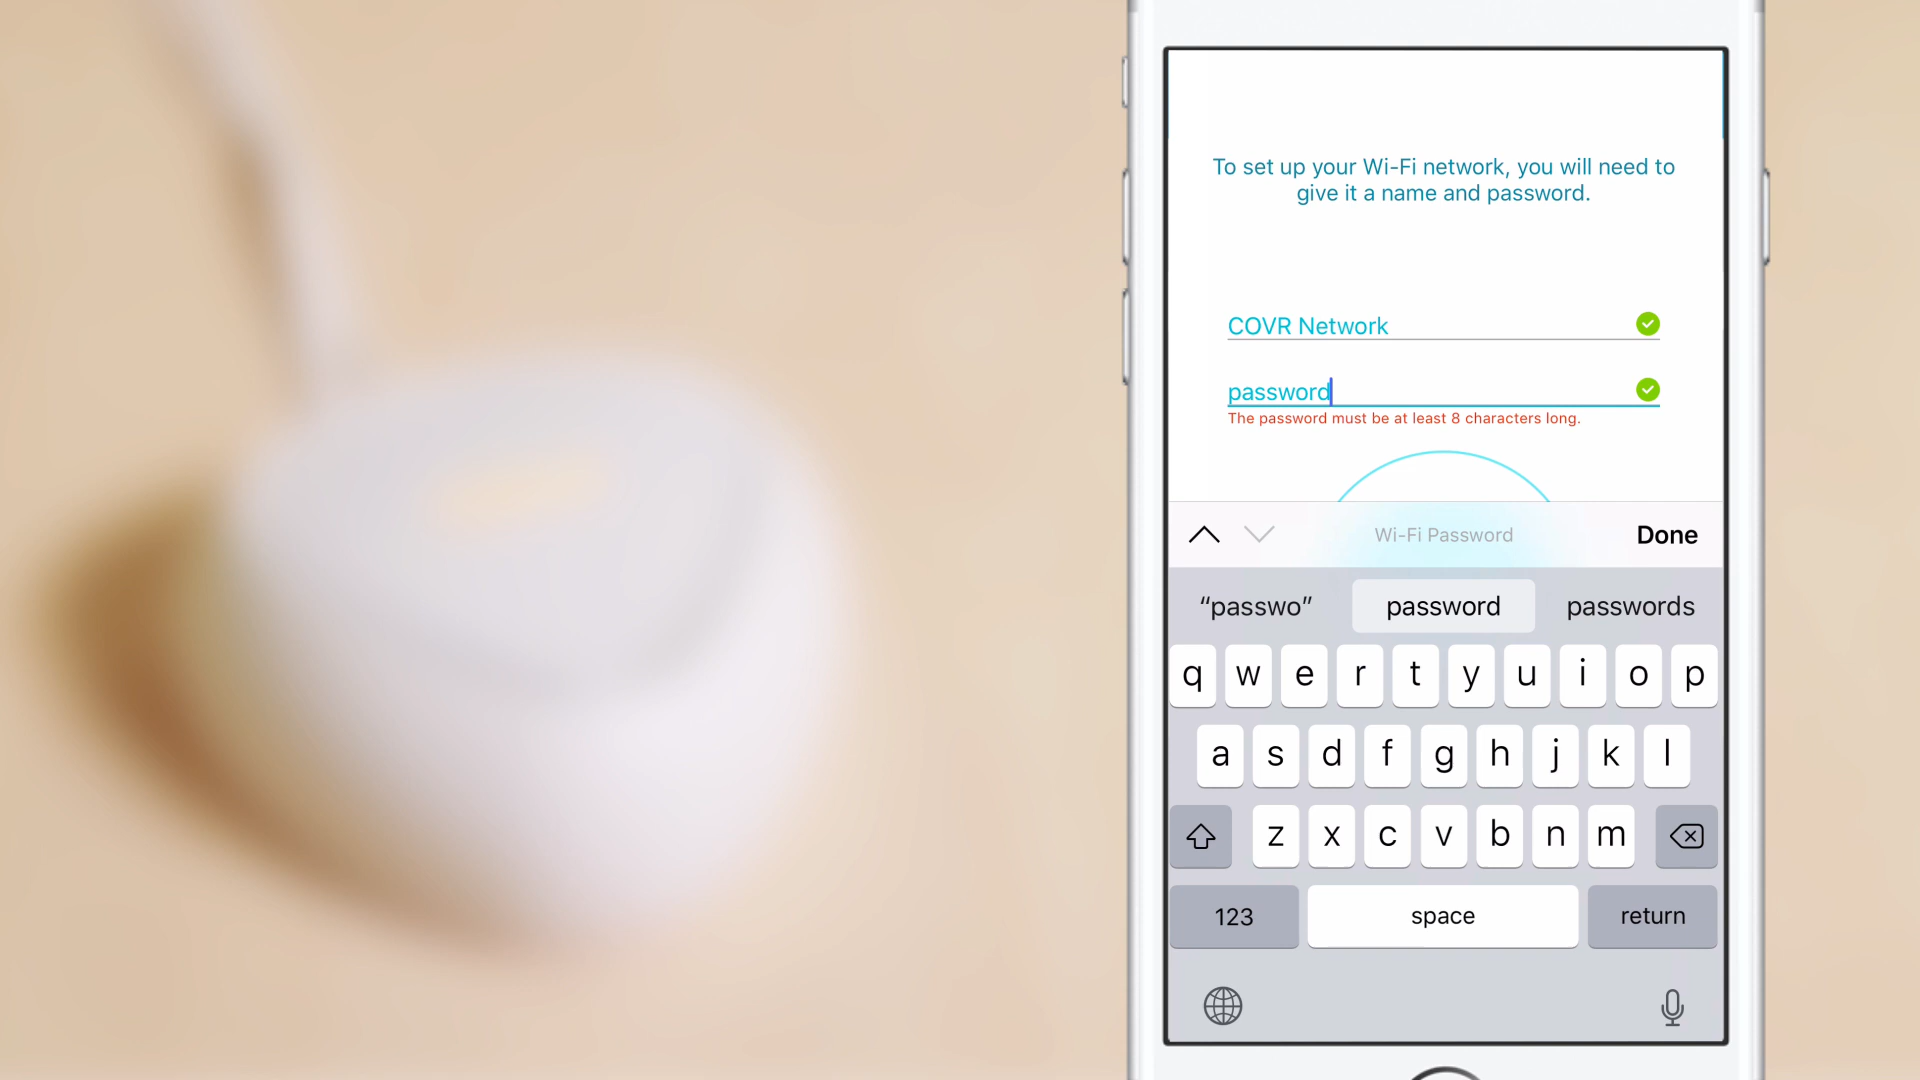 To set up your Wi-Fi network, you will need to
give it a name and password.
COVR Network
password
The password must be at least 8 characters long.
Wi-Fi Password
Done
“passwo”
password
passwords
q w e r t y u i o p
a s d f g h j k l
z x c v b n m
123
space
return